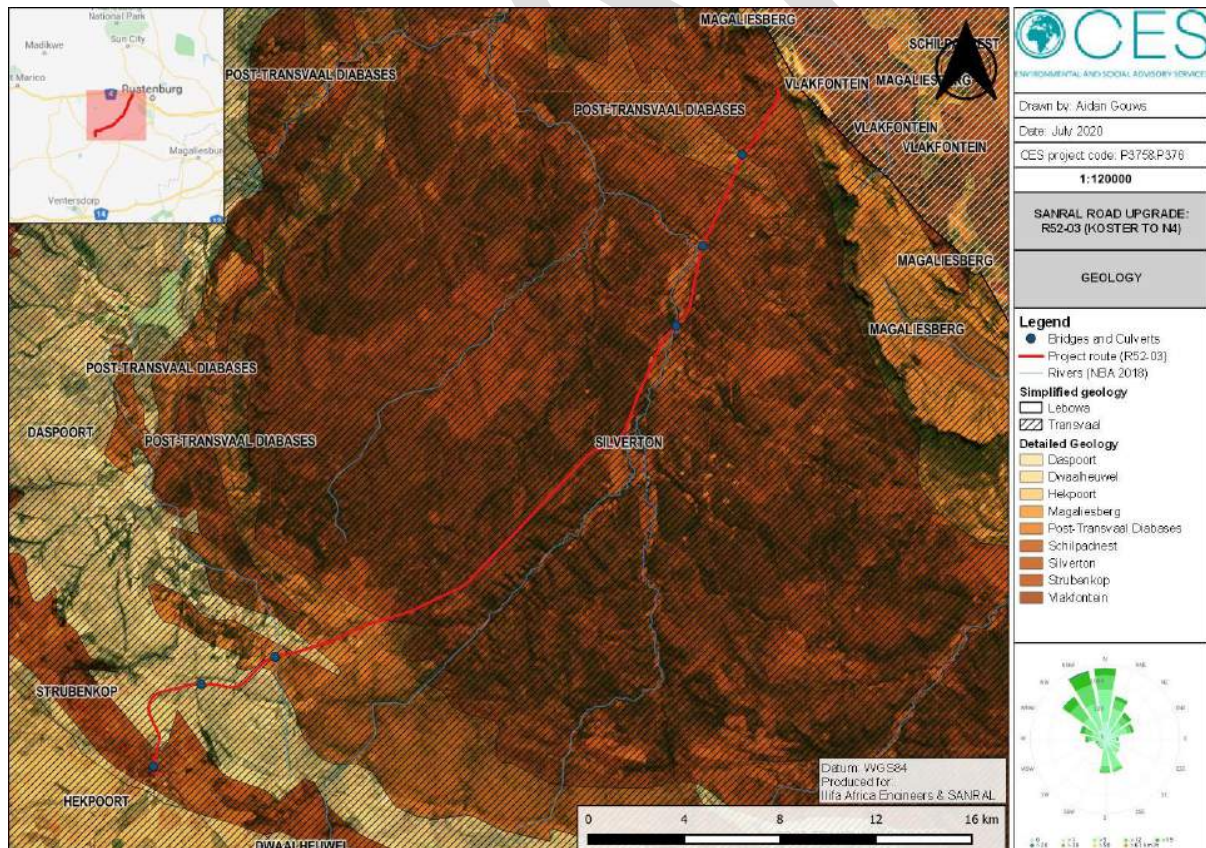 National Park
Sun City
Madikwe
t Marico
4
Rustenburg
Magaliesbur
Ventersdorp
14
MAGALIESBERG
SCHILPADNEST
POST-TRANSVAAL DIABASES
VLAKFONTEIN
MAGALIESBERG
POST-TRANSVAAL DIABASES
VLAKFONTEIN
VLAKFONTEIN
MAGALIESBERG
MAGALIESBERG
POST-TRANSVAAL DIABASES
DASPOORT
POST-TRANSVAAL DIABASES
SILVERTON
STRUBENKOP
HEKPOORT
DWAALHEUWEL
Datum: WGS84
Produced for:
Ilifa Africa Engineers & SANRAL
0 4 8 12 16 km
CES
ENVIRONMENTAL AND SOCIAL ADVISORY SERVICES
Drawn by: Aidan Gouws
Date: July 2020
CES project code: P3758.P376
1:120000
SANRAL ROAD UPGRADE:
R52-03 (KOSTER TO N4)
GEOLOGY
Legend
Bridges and Culverts
Project route (R52-03)
Rivers (NBA 2018)
Simplified geology
Lebowa
Transvaal
Detailed Geology
Daspoort
Dwaalheuwel
Hekpoort
Magaliesberg
Post-Transvaal Diabases
Schilpadnest
Silverton
Strubenkop
Vlakfontein